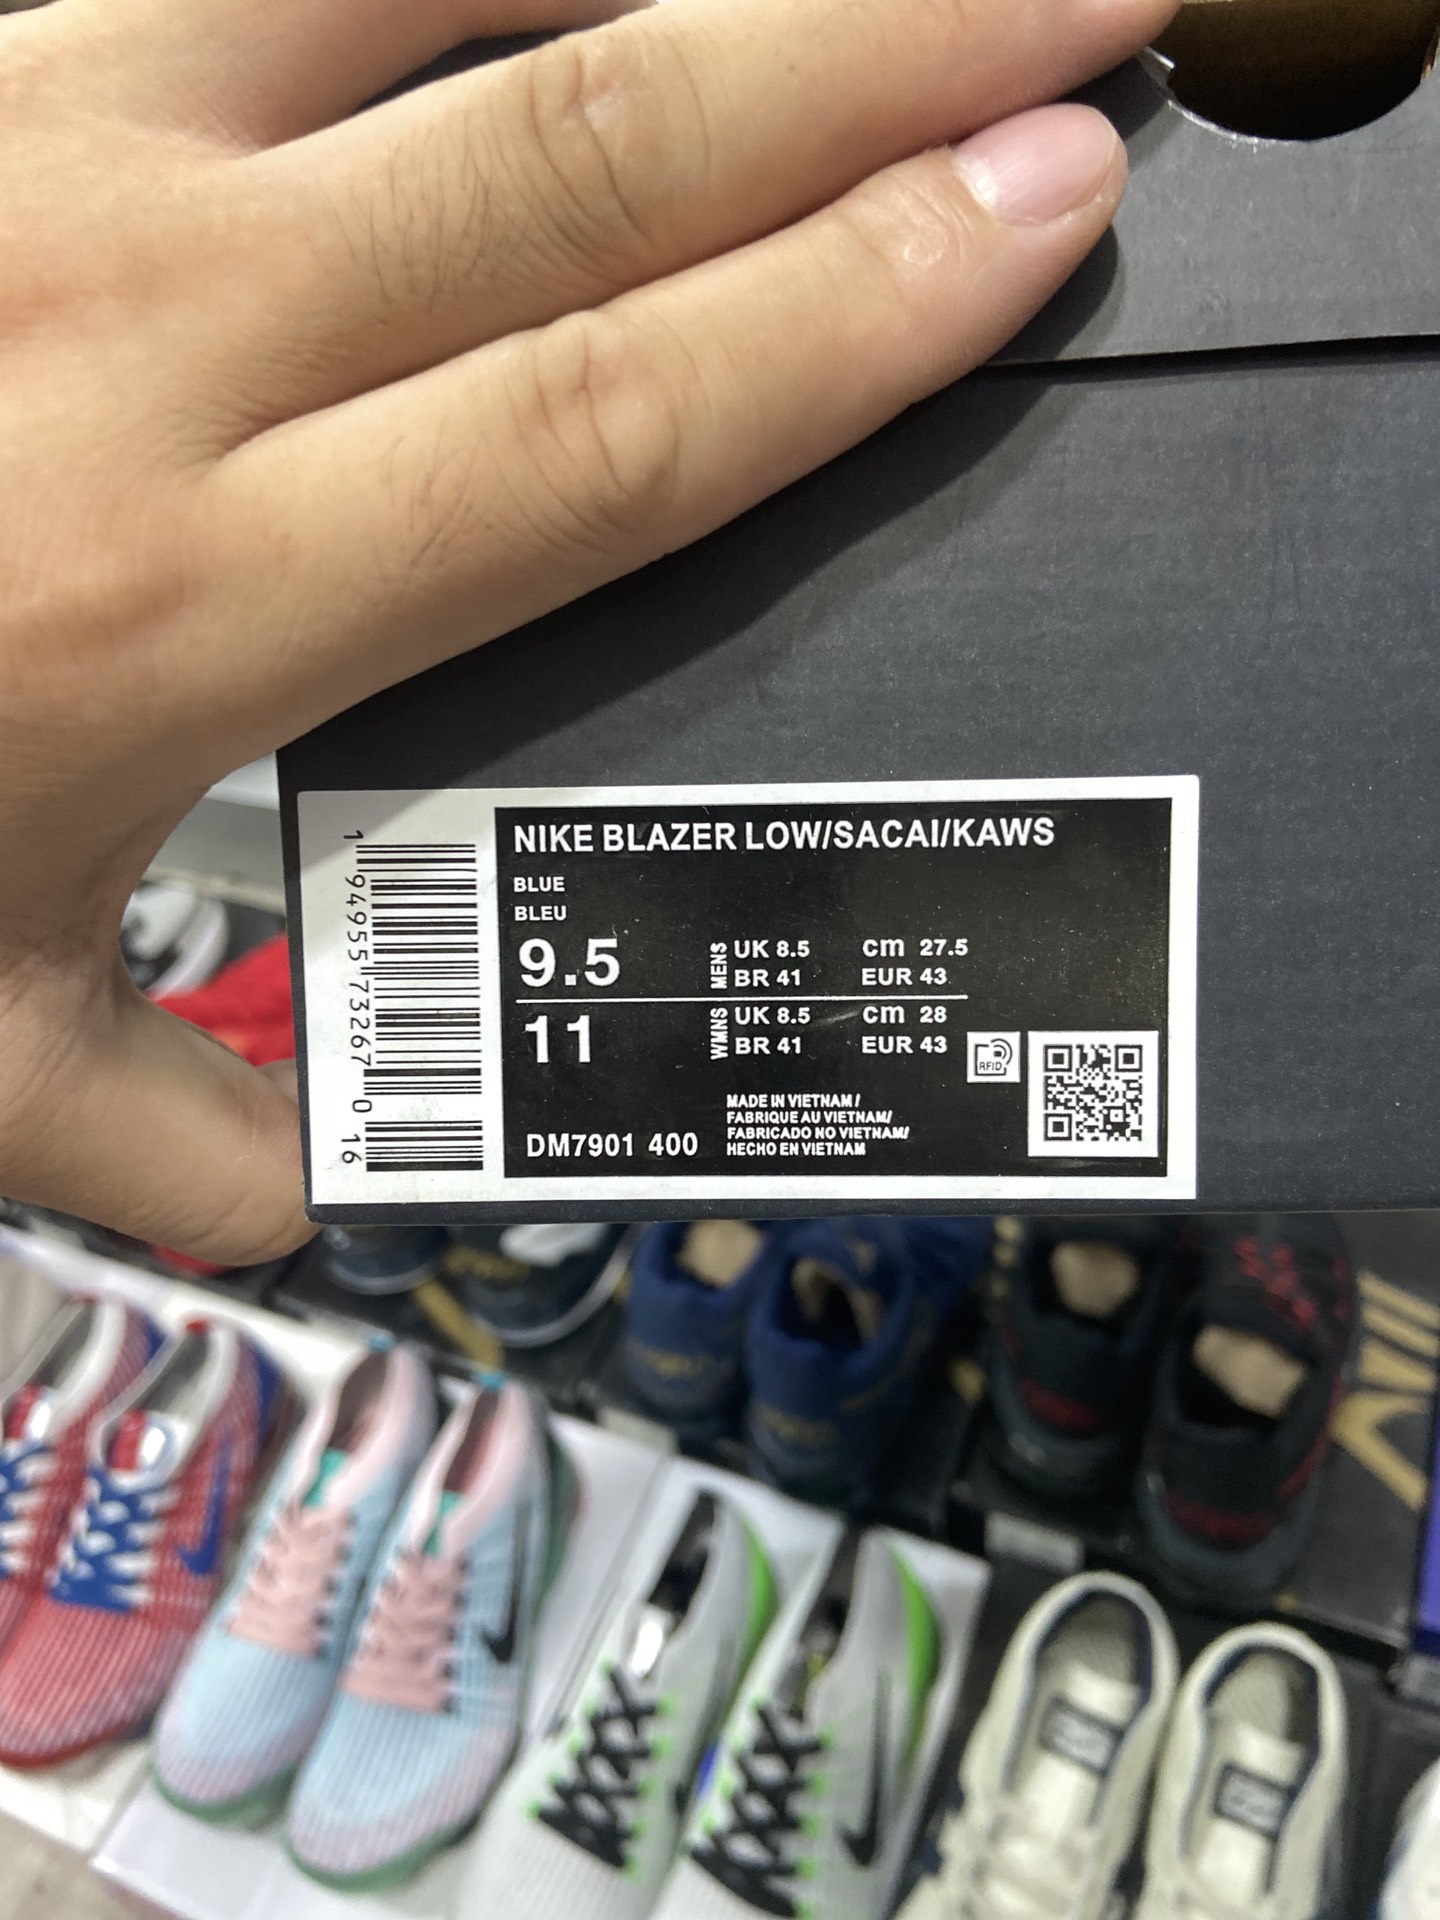 NIKE BLAZER LOW/SACAI/KAWS
BLUE
BLEU
9.5 MENS UK 8.5 cm 27.5
BR 41 EUR 43
11 WMNS UK 8.5 cm 28
BR 41 EUR 43
RFID
MADE IN VIETNAM /
FABRIQUE AU VIETNAM/
FABRICADO NO VIETNAM/
HECHO EN VIETNAM
DM7901 400
1 94955 73267 0 16